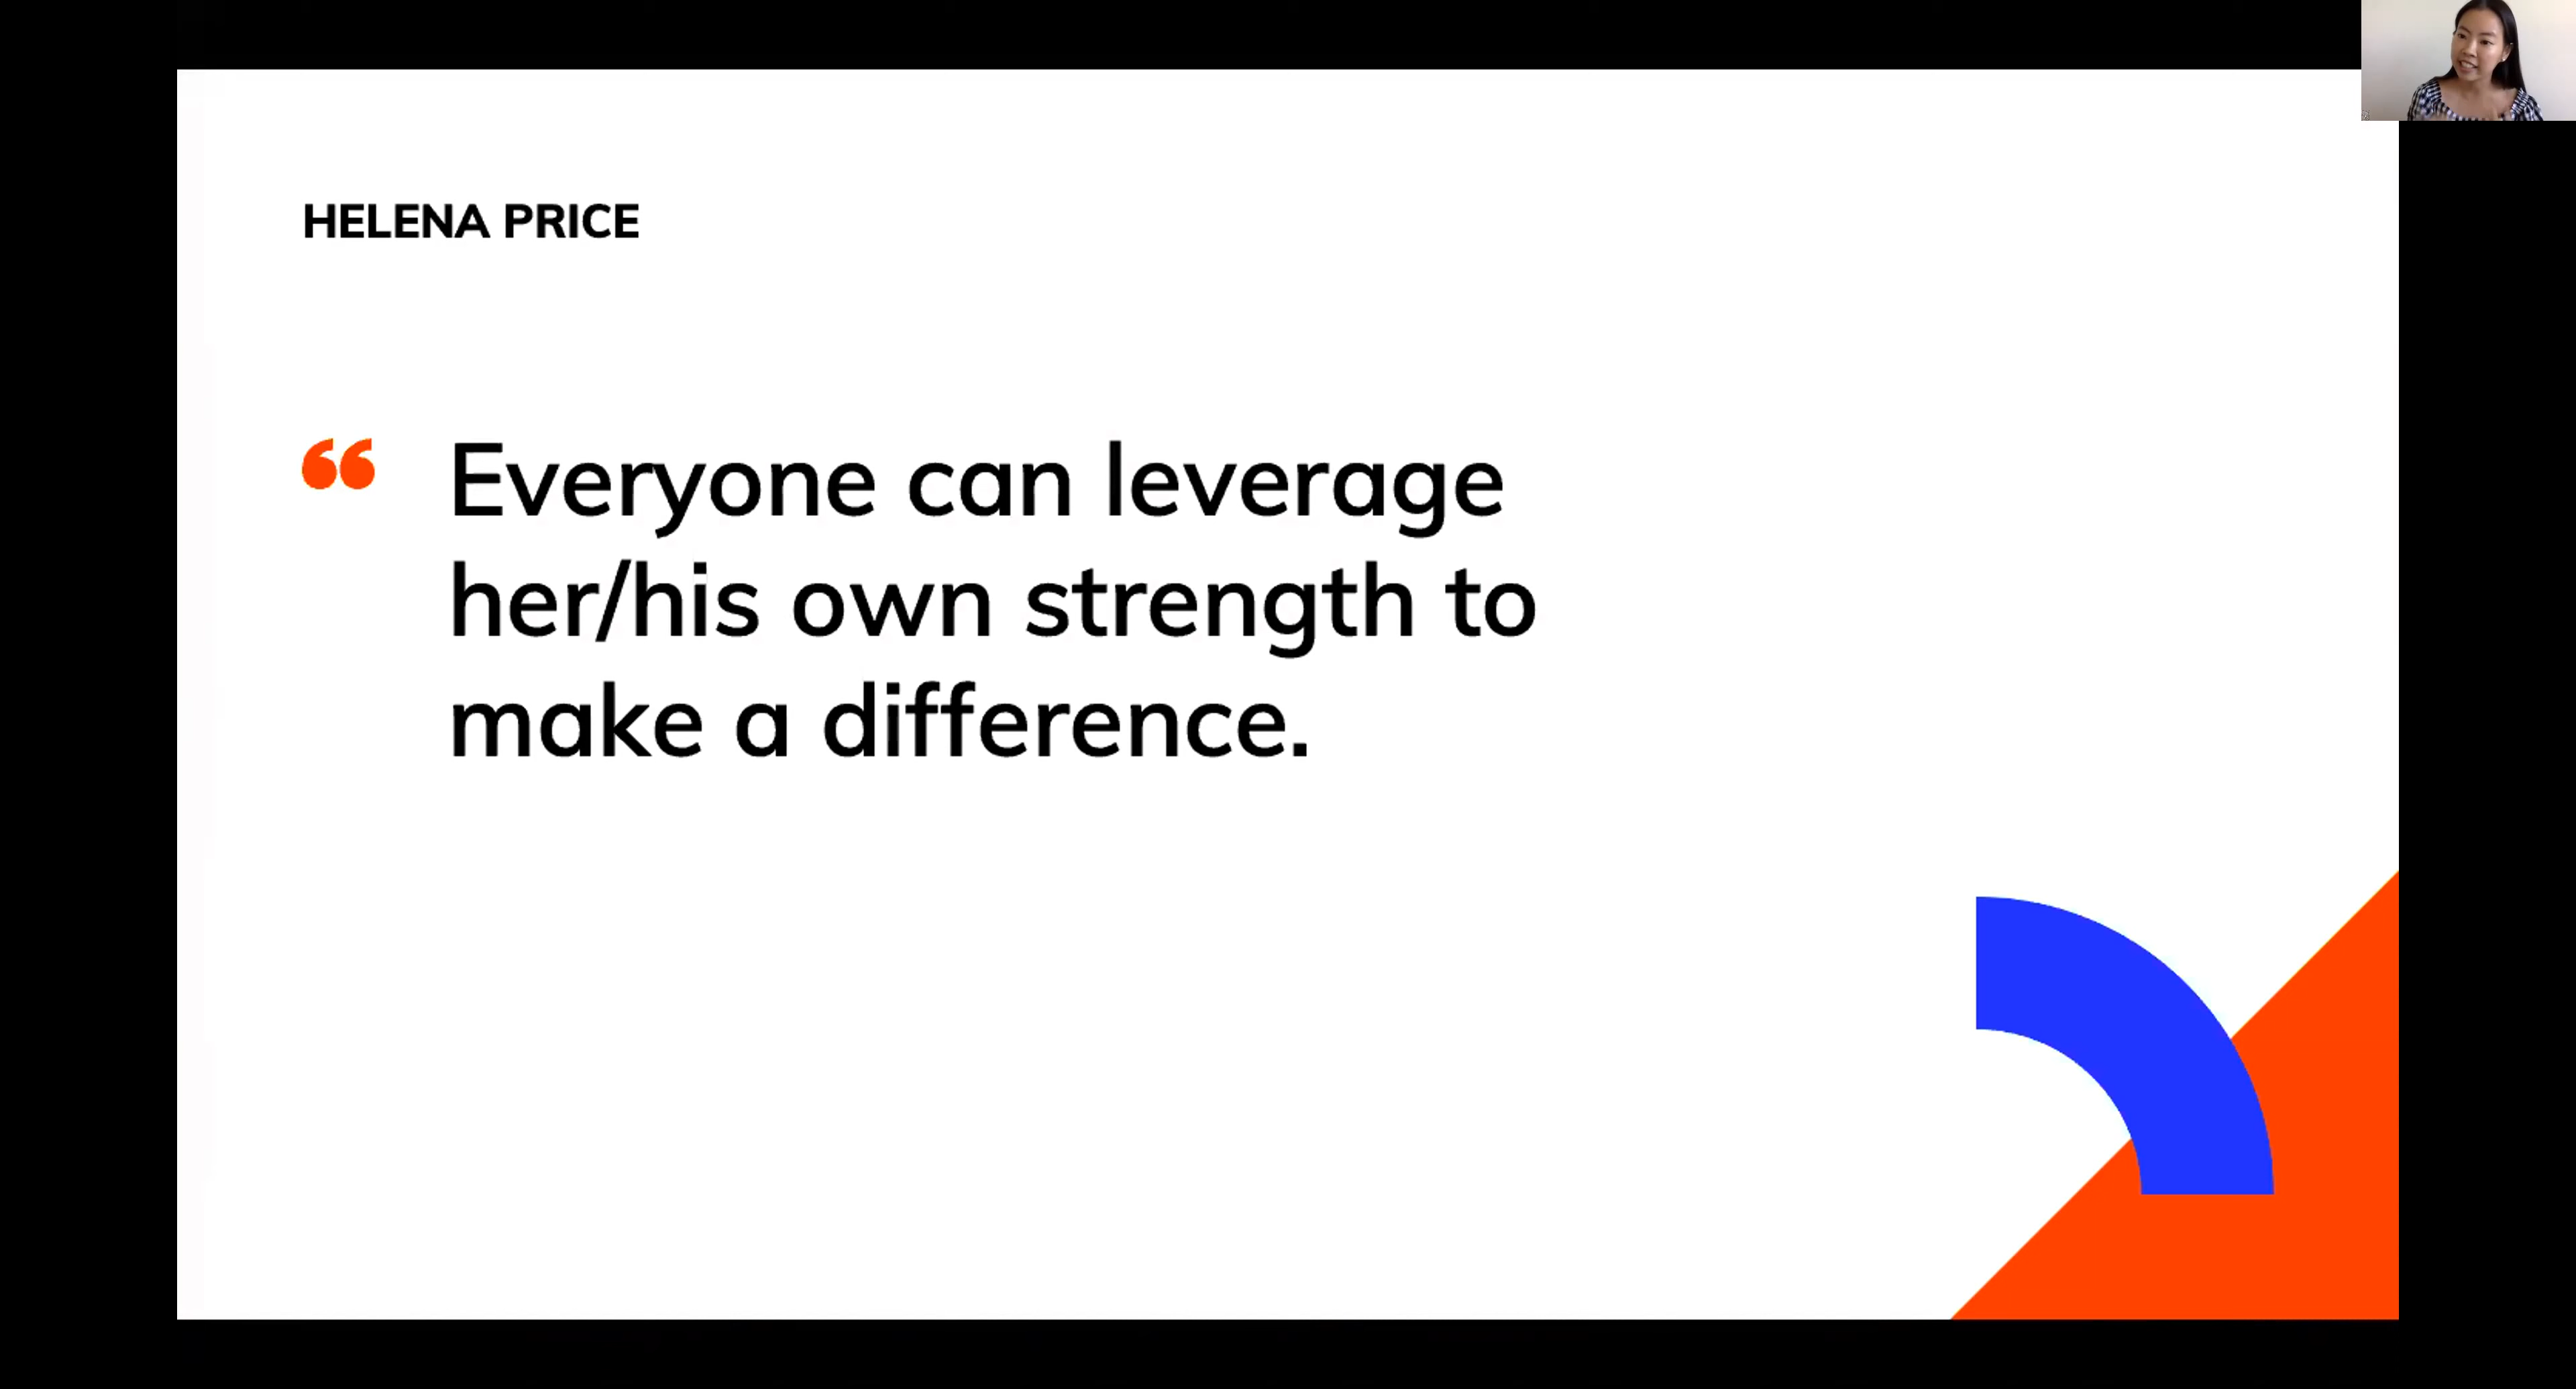 HELENA PRICE
“ Everyone can leverage
her/his own strength to
make a difference.